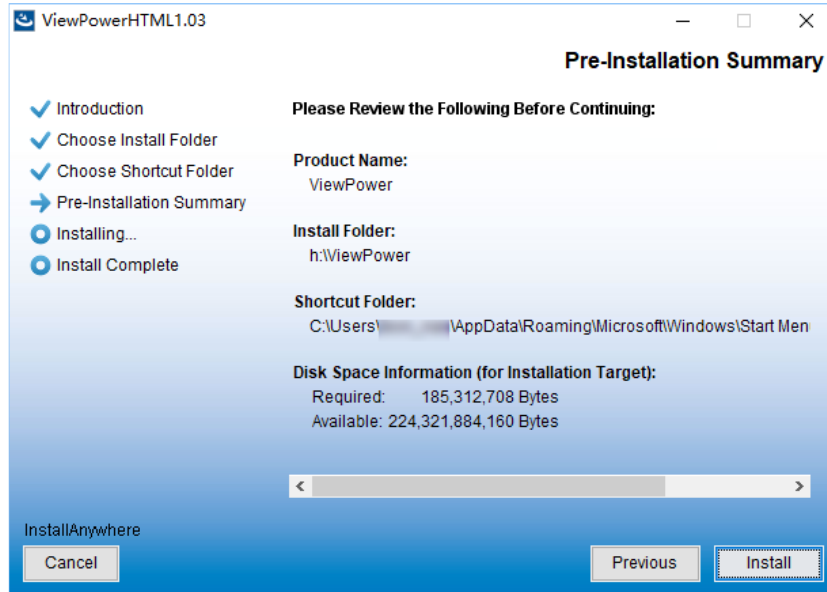 ViewPowerHTML1.03
Pre-Installation Summary
Introduction
Choose Install Folder
Choose Shortcut Folder
Pre-Installation Summary
Installing...
Install Complete
Please Review the Following Before Continuing:
Product Name:
ViewPower
Install Folder:
h:\ViewPower
Shortcut Folder:
C:\Users\ \AppData\Roaming\Microsoft\Windows\Start Men
Disk Space Information (for Installation Target):
Required: 185,312,708 Bytes
Available: 224,321,884,160 Bytes
InstallAnywhere
Cancel
Previous
Install